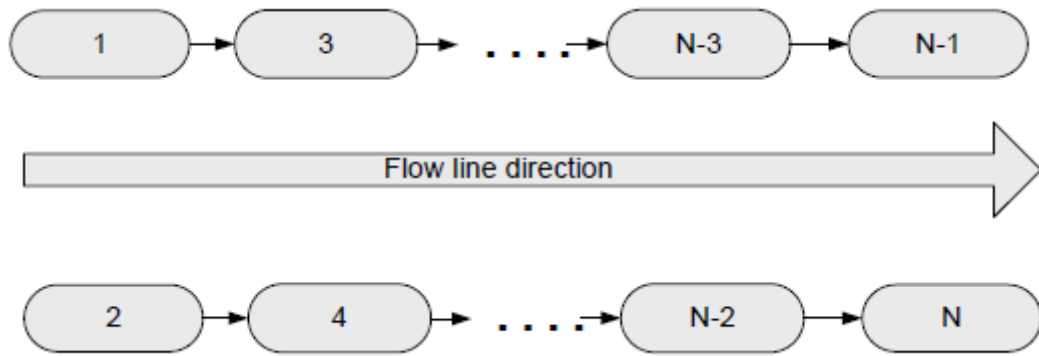 1 3 . . . . N-3 N-1
Flow line direction
2 4 . . . . N-2 N